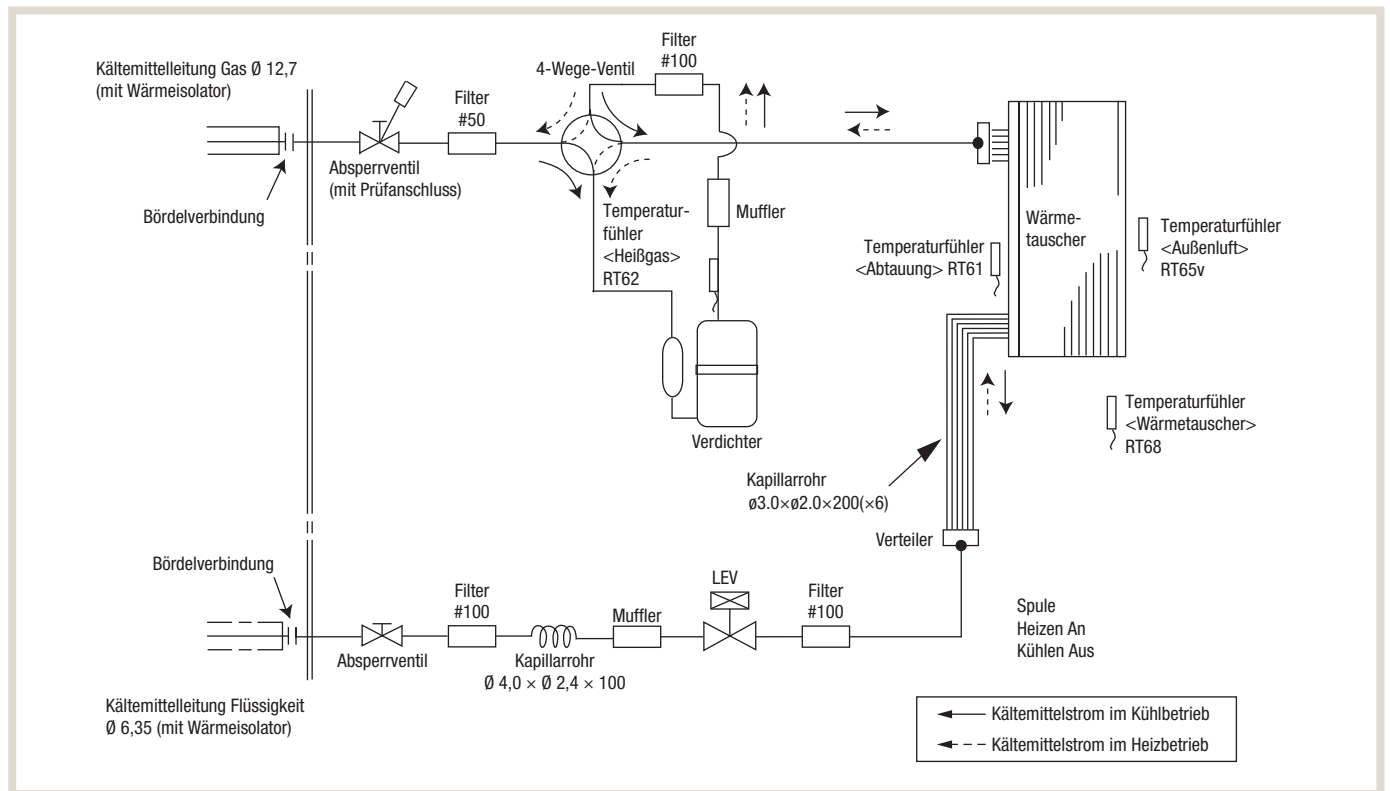 Kältemittelleitung Gas Ø 12,7
(mit Wärmeisolator)
Filter
#50
4-Wege-Ventil
Filter
#100
Absperrventil
(mit Prüfanschluss)
Bördelverbindung
Temperatur-
fühler
<Heißgas>
RT62
Muffler
Verdichter
Wärme-
tauscher
Temperaturfühler
<Abtauung> RT61
Temperaturfühler
<Außenluft>
RT65v
Temperaturfühler
<Wärmetauscher>
RT68
Kapillarrohr
ø3.0×ø2.0×200(×6)
Verteiler
Bördelverbindung
Absperrventil
Filter
#100
Kapillarrohr
Ø 4,0 × Ø 2,4 × 100
Muffler
LEV
Filter
#100
Spule
Heizen An
Kühlen Aus
Kältemittelleitung Flüssigkeit
Ø 6,35 (mit Wärmeisolator)
Kältemittelstrom im Kühlbetrieb
Kältemittelstrom im Heizbetrieb